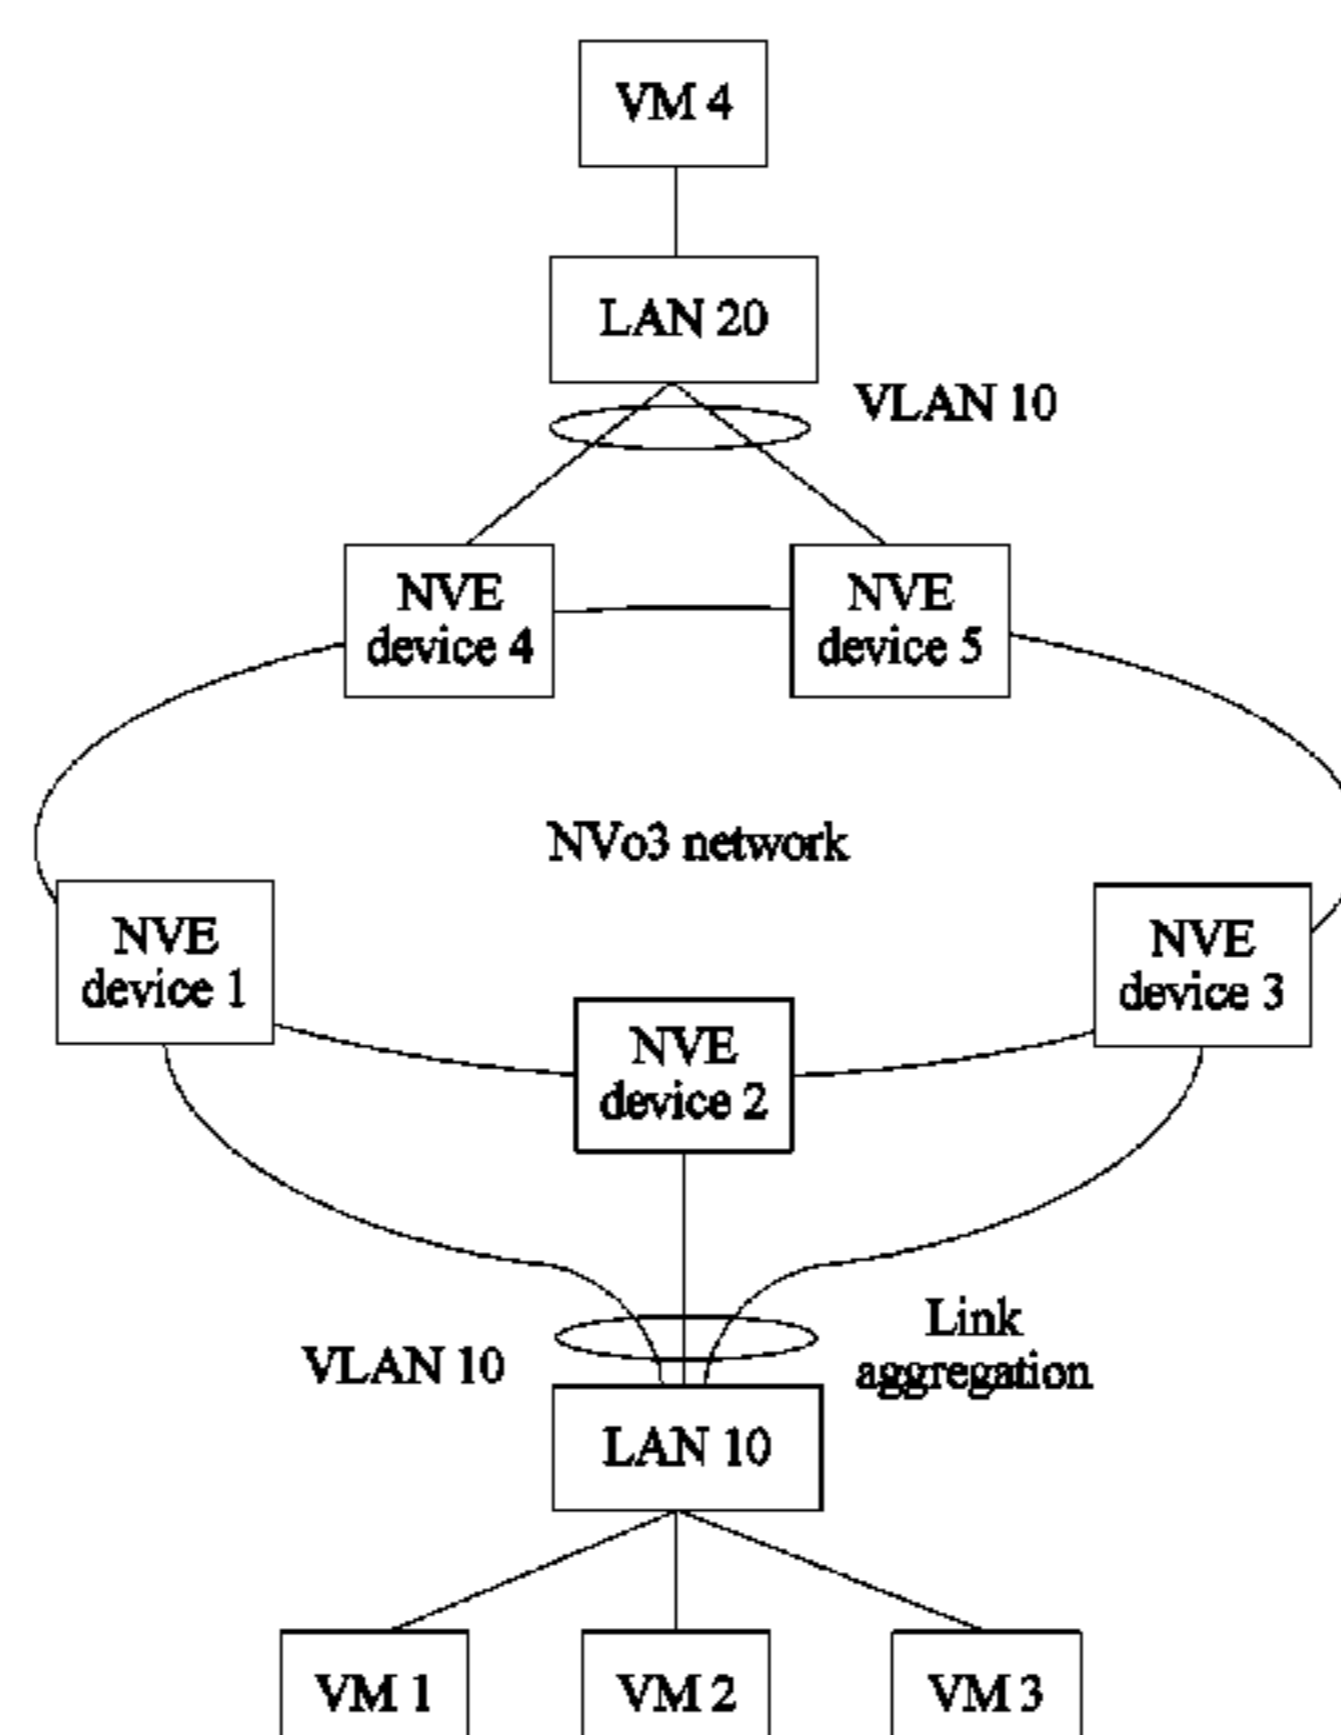 VM 4
LAN 20
VLAN 10
NVE
device 4
NVE
device 5
NVo3 network
NVE
device 1
NVE
device 2
NVE
device 3
VLAN 10
Link
aggregation
LAN 10
VM 1
VM 2
VM 3